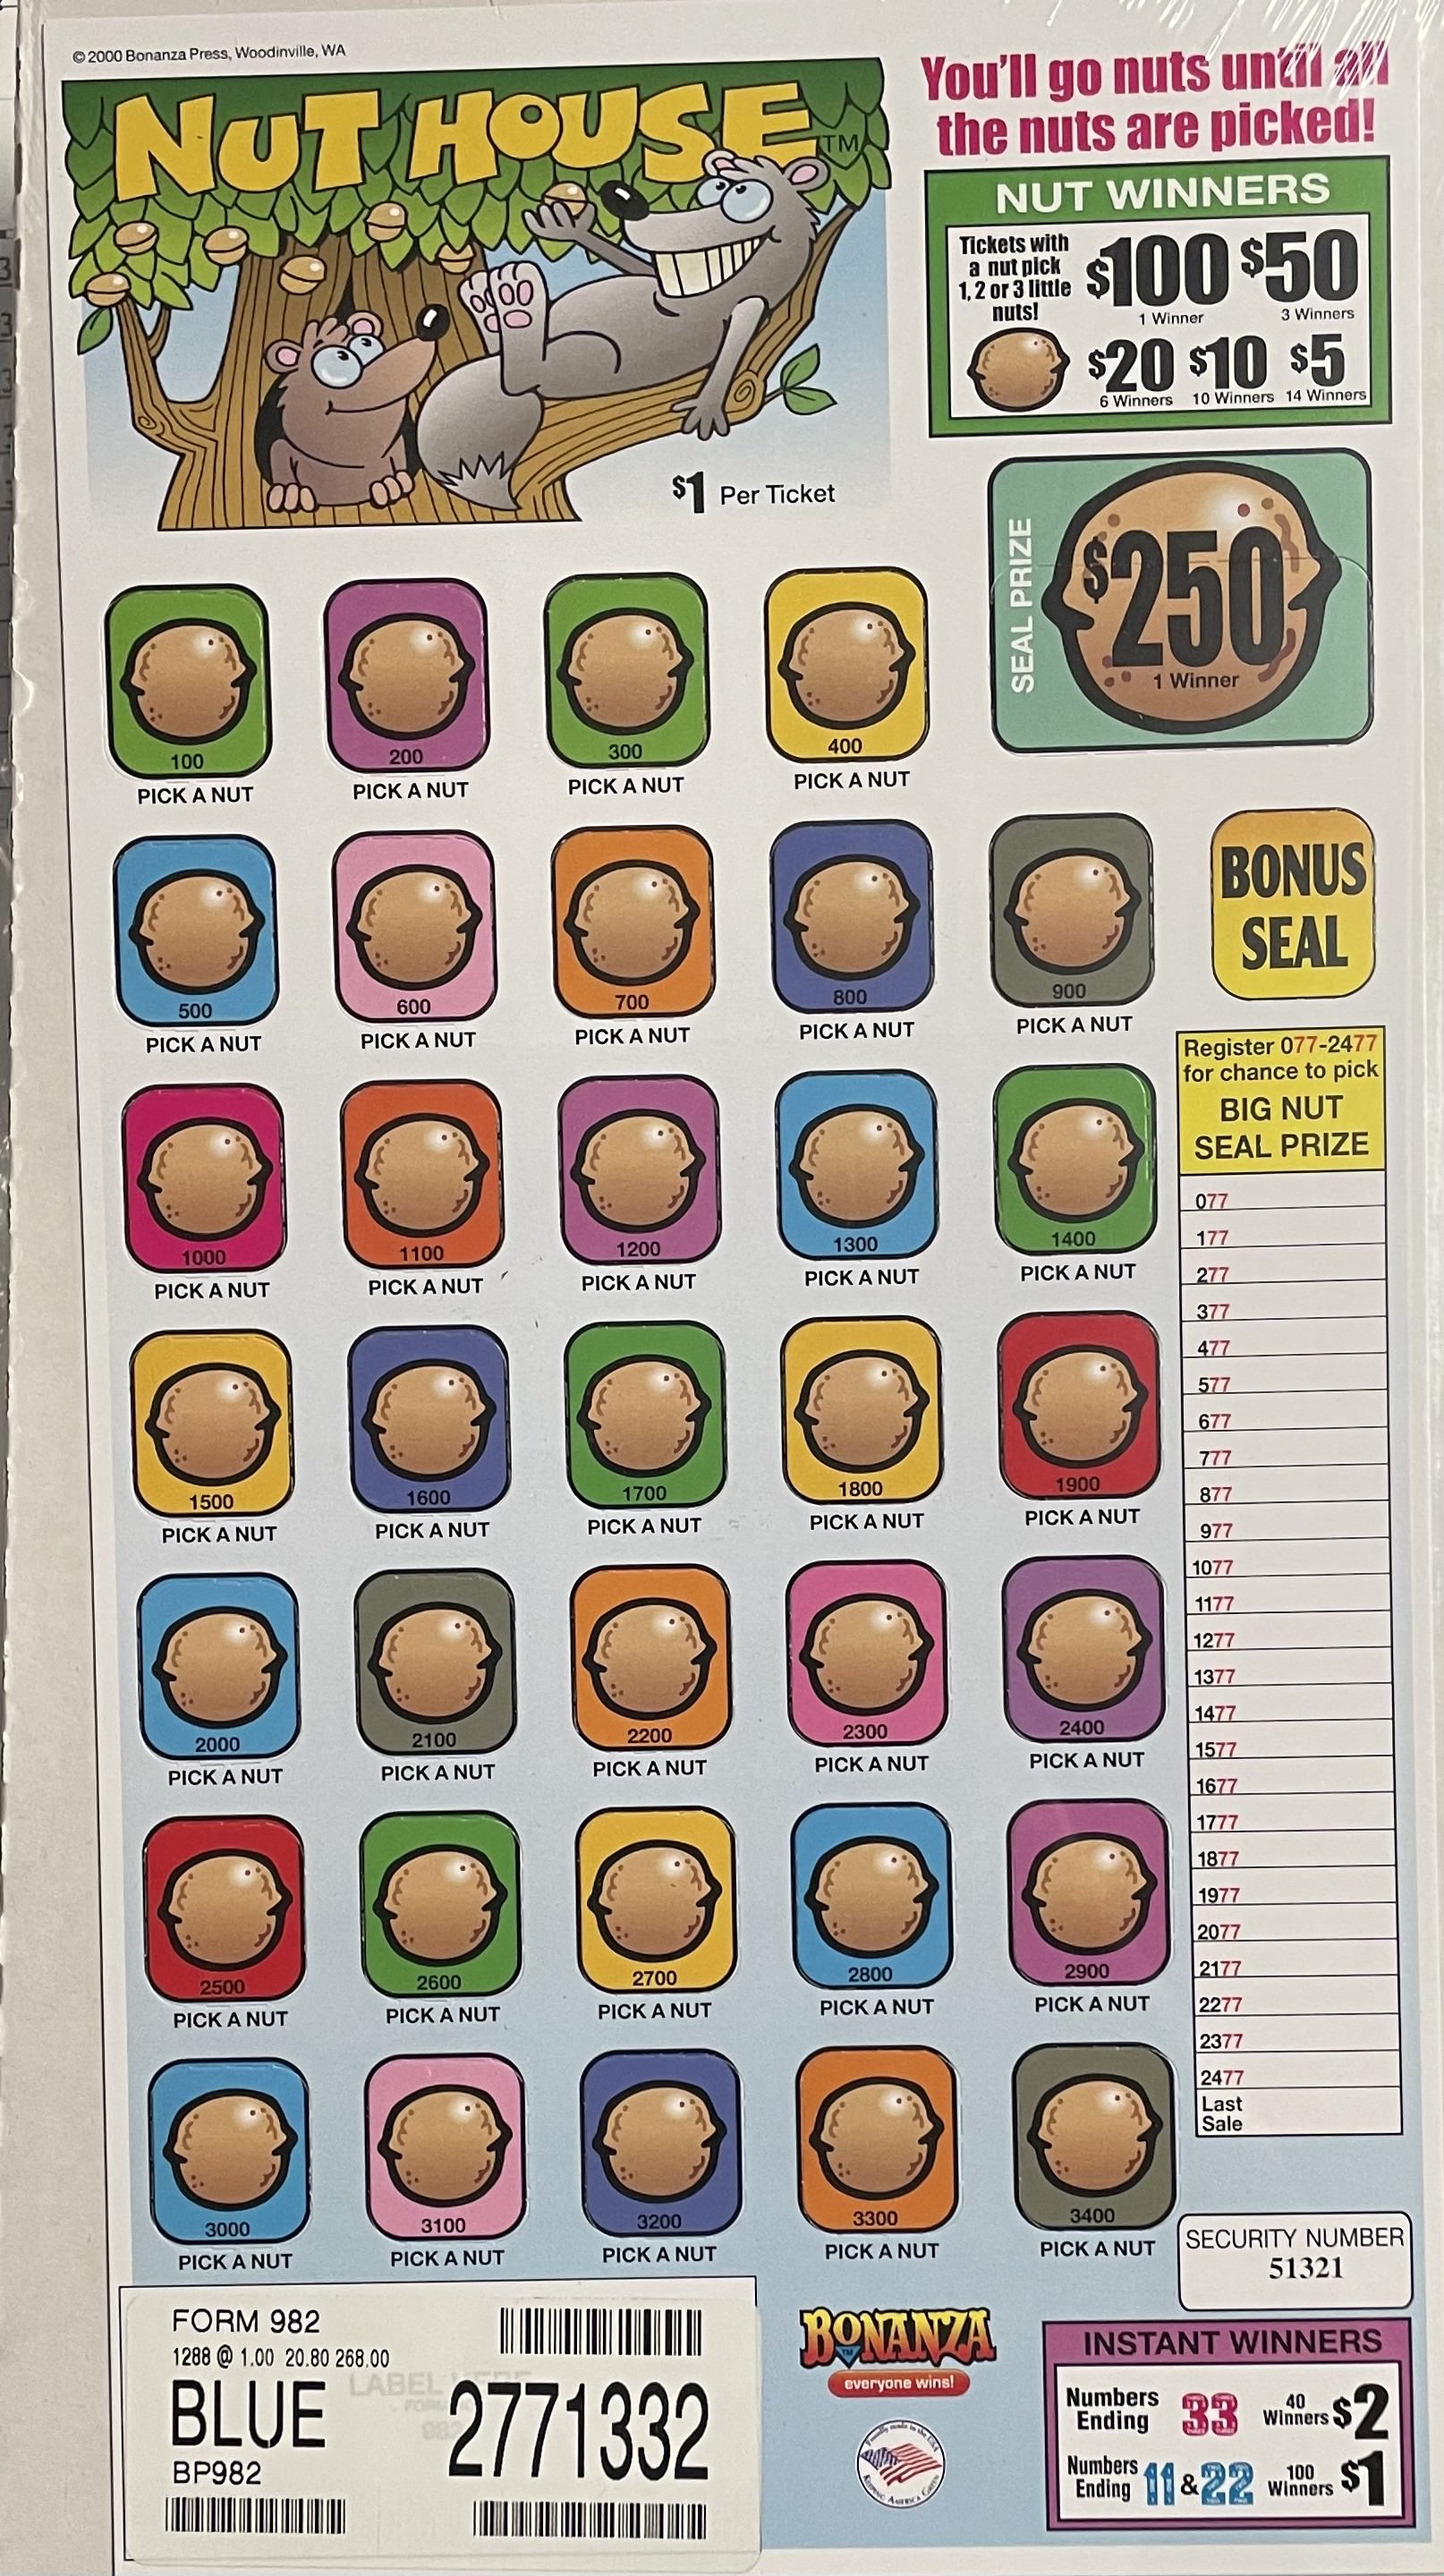 © 2000 Bonanza Press, Woodinville, WA
NUT HOUSE™
You'll go nuts until all
the nuts are picked!
NUT WINNERS
Tickets with
a nut pick
1, 2 or 3 little
nuts!
$100 $50
1 Winner 3 Winners
$20 $10 $5
6 Winners 10 Winners 14 Winners
$1 Per Ticket
SEAL PRIZE
$250
1 Winner
100 200 300 400
PICK A NUT PICK A NUT PICK A NUT PICK A NUT
500 600 700 800 900
PICK A NUT PICK A NUT PICK A NUT PICK A NUT PICK A NUT
BONUS
SEAL
1000 1100 1200 1300 1400
PICK A NUT PICK A NUT PICK A NUT PICK A NUT PICK A NUT
1500 1600 1700 1800 1900
PICK A NUT PICK A NUT PICK A NUT PICK A NUT PICK A NUT
2000 2100 2200 2300 2400
PICK A NUT PICK A NUT PICK A NUT PICK A NUT PICK A NUT
2500 2600 2700 2800 2900
PICK A NUT PICK A NUT PICK A NUT PICK A NUT PICK A NUT
3000 3100 3200 3300 3400
PICK A NUT PICK A NUT PICK A NUT PICK A NUT PICK A NUT
Register 077-2477
for chance to pick
BIG NUT
SEAL PRIZE
077
177
277
377
477
577
677
777
877
977
1077
1177
1277
1377
1477
1577
1677
1777
1877
1977
2077
2177
2277
2377
2477
Last
Sale
SECURITY NUMBER
51321
FORM 982
1288 @ 1.00 20.80 268.00
BLUE 2771332
BP982
BONANZA™
everyone wins!
Proudly made in the USA
KEEPING AMERICA GREEN
INSTANT WINNERS
Numbers
Ending 33 40
Winners $2
Numbers
Ending 11 & 22 100
Winners $1